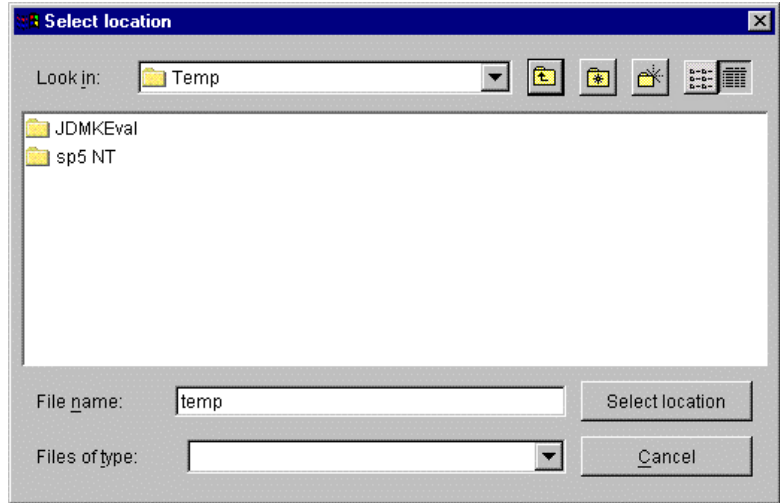 Select location
Look in: Temp
JDMKEval
sp5 NT
File name: temp Select location
Files of type: Cancel